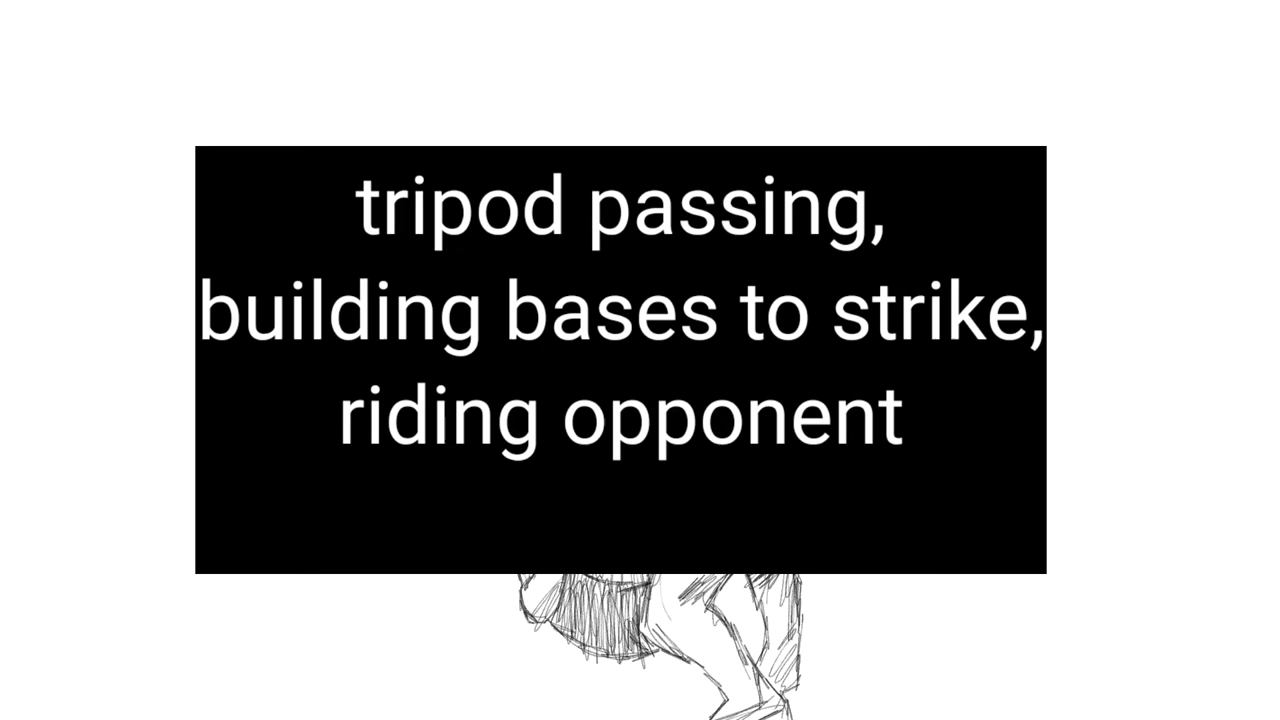 tripod passing,
building bases to strike,
riding opponent